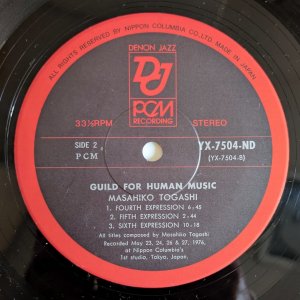 ALL RIGHTS RESERVED BY NIPPON COLUMBIA CO., LTD. MADE IN JAPAN
DENON JAZZ
DJ
PCM
RECORDING
33⅓RPM
STEREO
SIDE 2
PCM
YX-7504-ND
(YX-7504-B)
GUILD FOR HUMAN MUSIC
MASAHIKO TOGASHI
1. FOURTH EXPRESSION 6-45
2. FIFTH EXPRESSION 2-44
3. SIXTH EXPRESSION 10-18
All titles composed by Masahiko Togashi
Recorded May 23, 24, 26 & 27, 1976,
at Nippon Columbia's
1st studio, Tokyo, Japan,